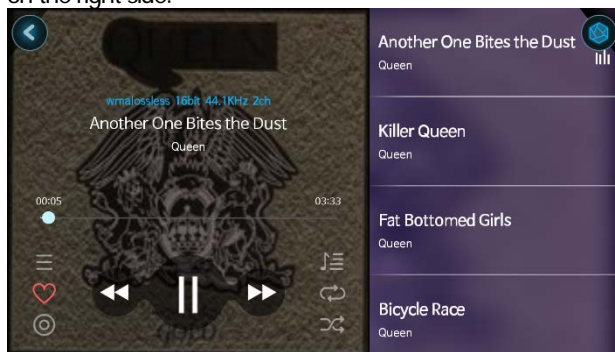 on the right side.
QUEEN
wmalossless 16bit 44.1KHz 2ch
Another One Bites the Dust
Queen
00:05
03:33
GOLD
Another One Bites the Dust
Queen
Killer Queen
Queen
Fat Bottomed Girls
Queen
Bicycle Race
Queen